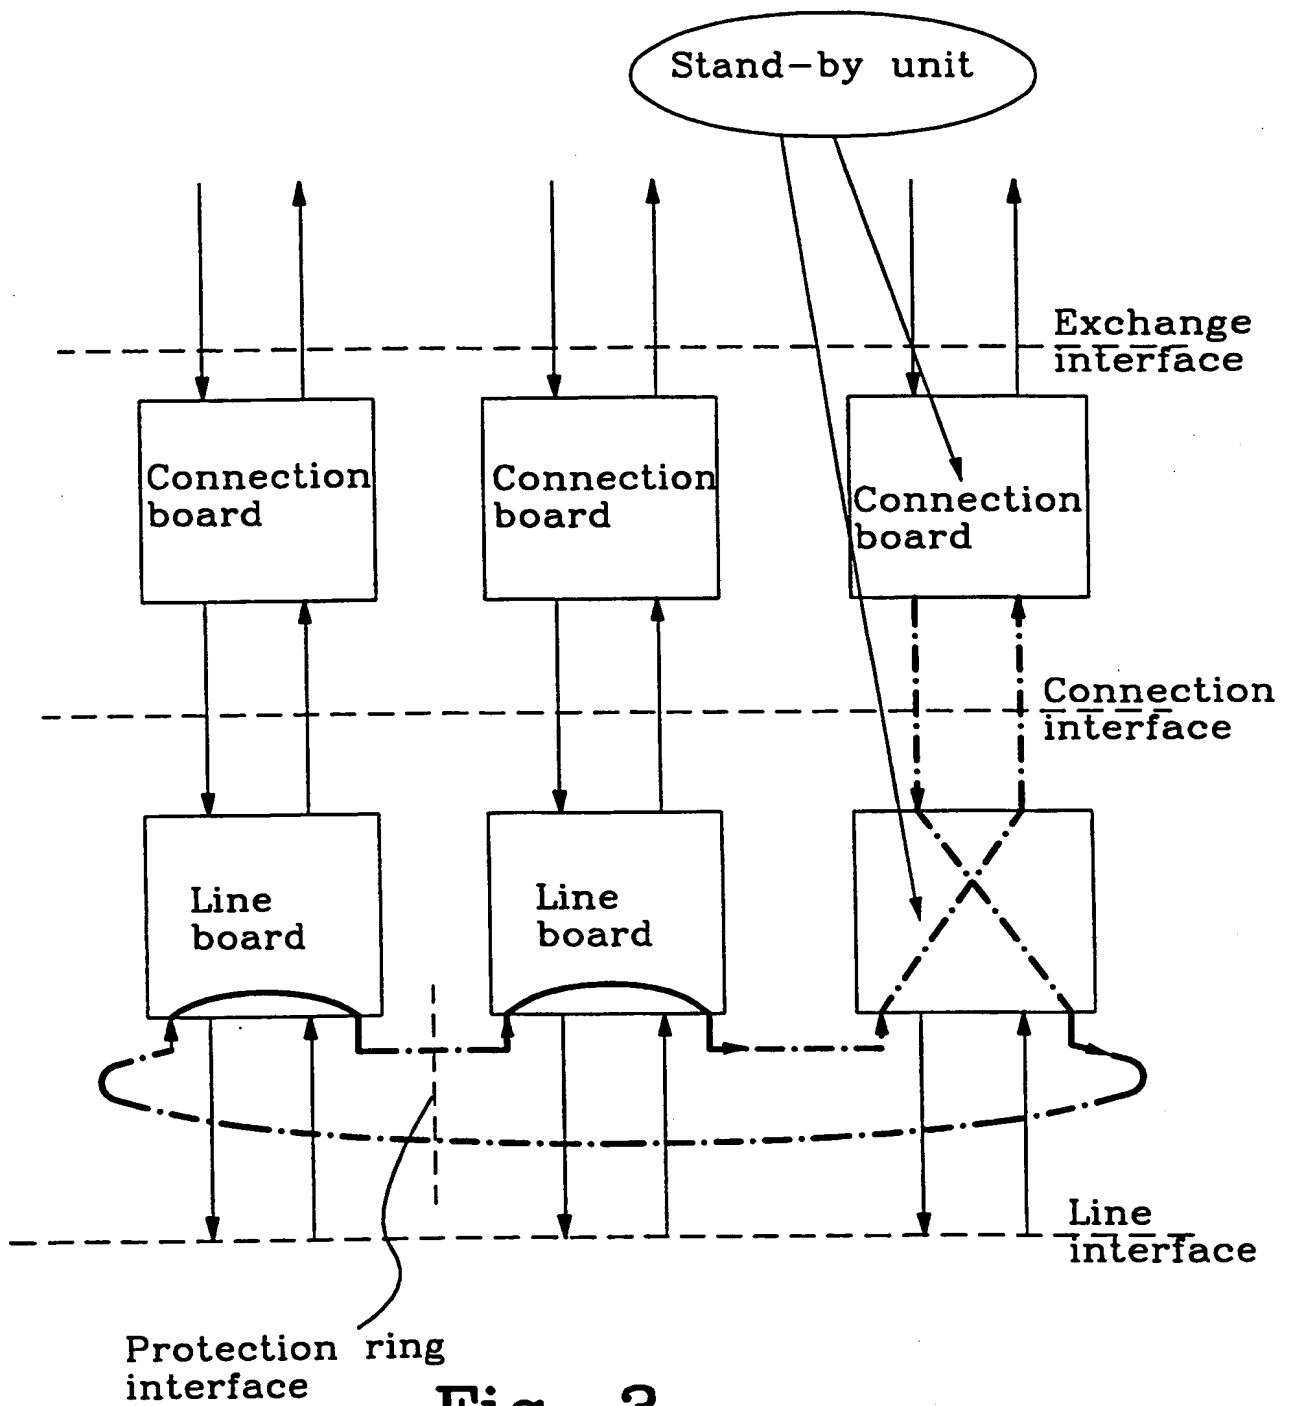 Stand-by unit
Exchange
interface
Connection
board
Connection
board
Connection
board
Connection
interface
Line
board
Line
board
Line
interface
Protection ring
interface
Fig. 3